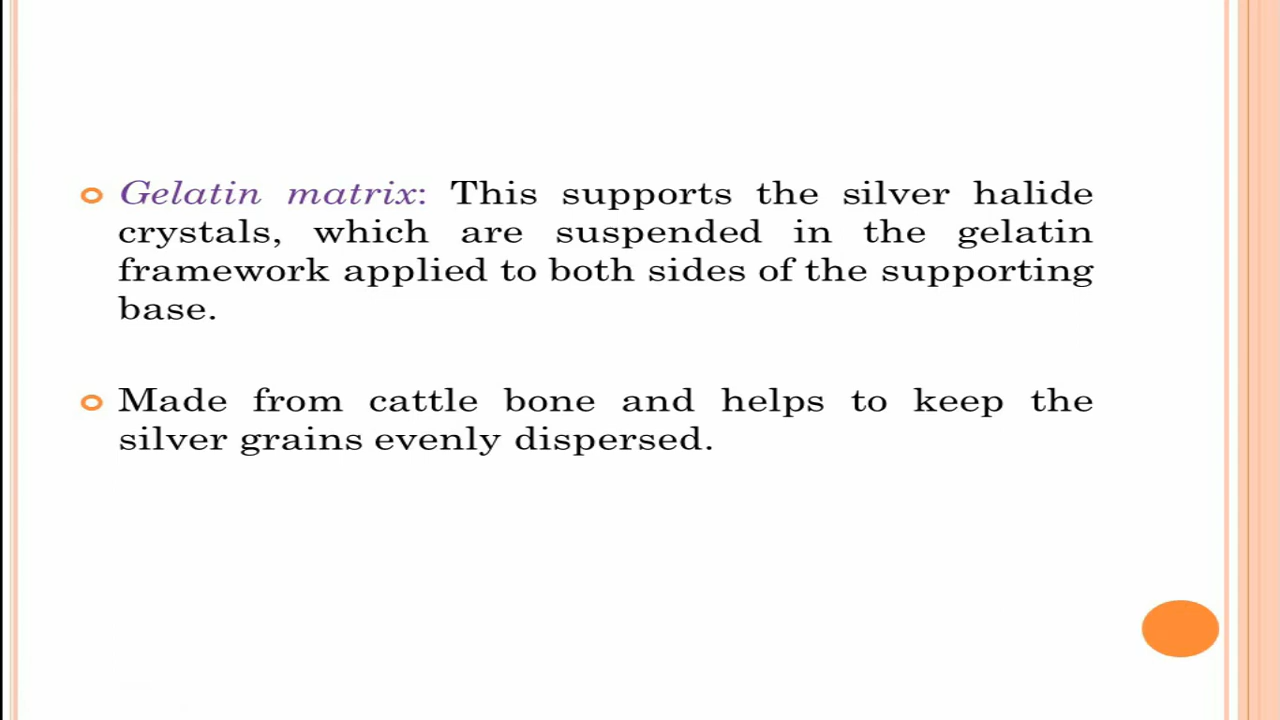 Gelatin matrix: This supports the silver halide
crystals, which are suspended in the gelatin
framework applied to both sides of the supporting
base.
Made from cattle bone and helps to keep the
silver grains evenly dispersed.